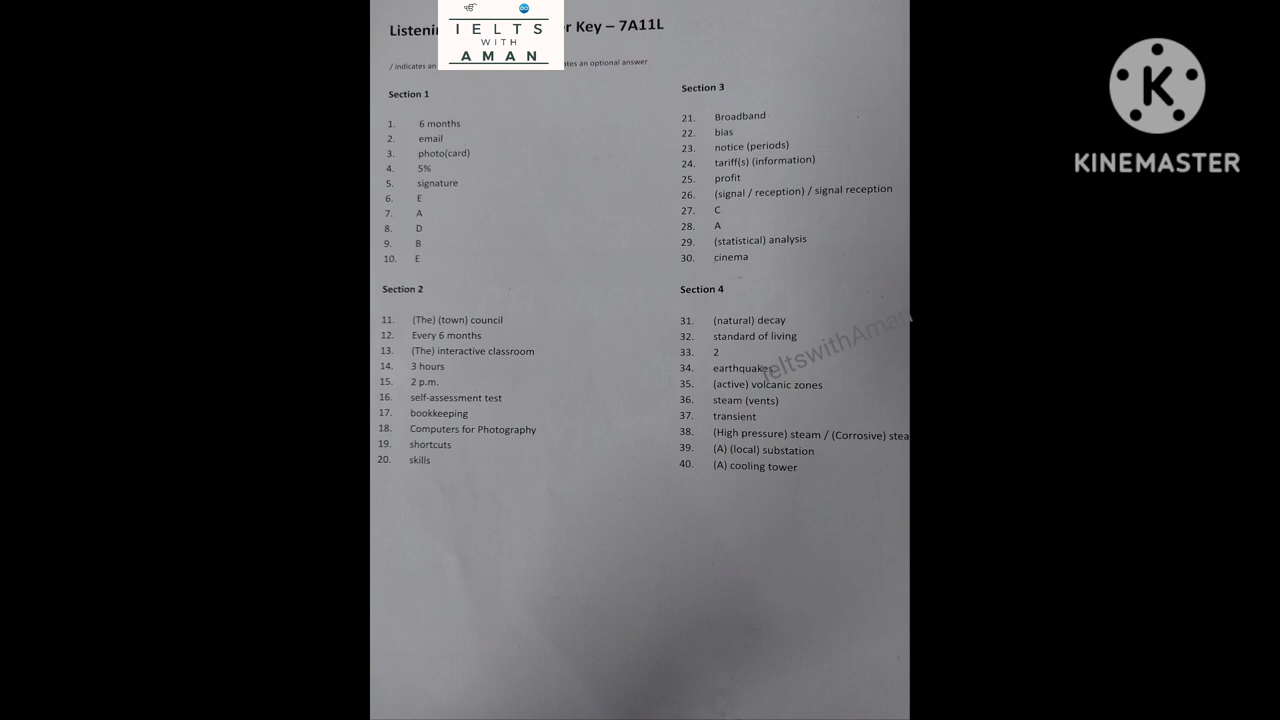 Listenin r Key – 7A11L
ੴ
IELTS
WITH
AMAN
/ indicates an tes an optional answer
Section 1
1. 6 months
2. email
3. photo(card)
4. 5%
5. signature
6. E
7. A
8. D
9. B
10. E
Section 2
11. (The) (town) council
12. Every 6 months
13. (The) interactive classroom
14. 3 hours
15. 2 p.m.
16. self-assessment test
17. bookkeeping
18. Computers for Photography
19. shortcuts
20. skills
Section 3
21. Broadband
22. bias
23. notice (periods)
24. tariff(s) (information)
25. profit
26. (signal / reception) / signal reception
27. C
28. A
29. (statistical) analysis
30. cinema
Section 4
31. (natural) decay
32. standard of living
33. 2
34. earthquakes
35. (active) volcanic zones
36. steam (vents)
37. transient
38. (High pressure) steam / (Corrosive) stea
39. (A) (local) substation
40. (A) cooling tower
IeltswithAman
K
KINEMASTER